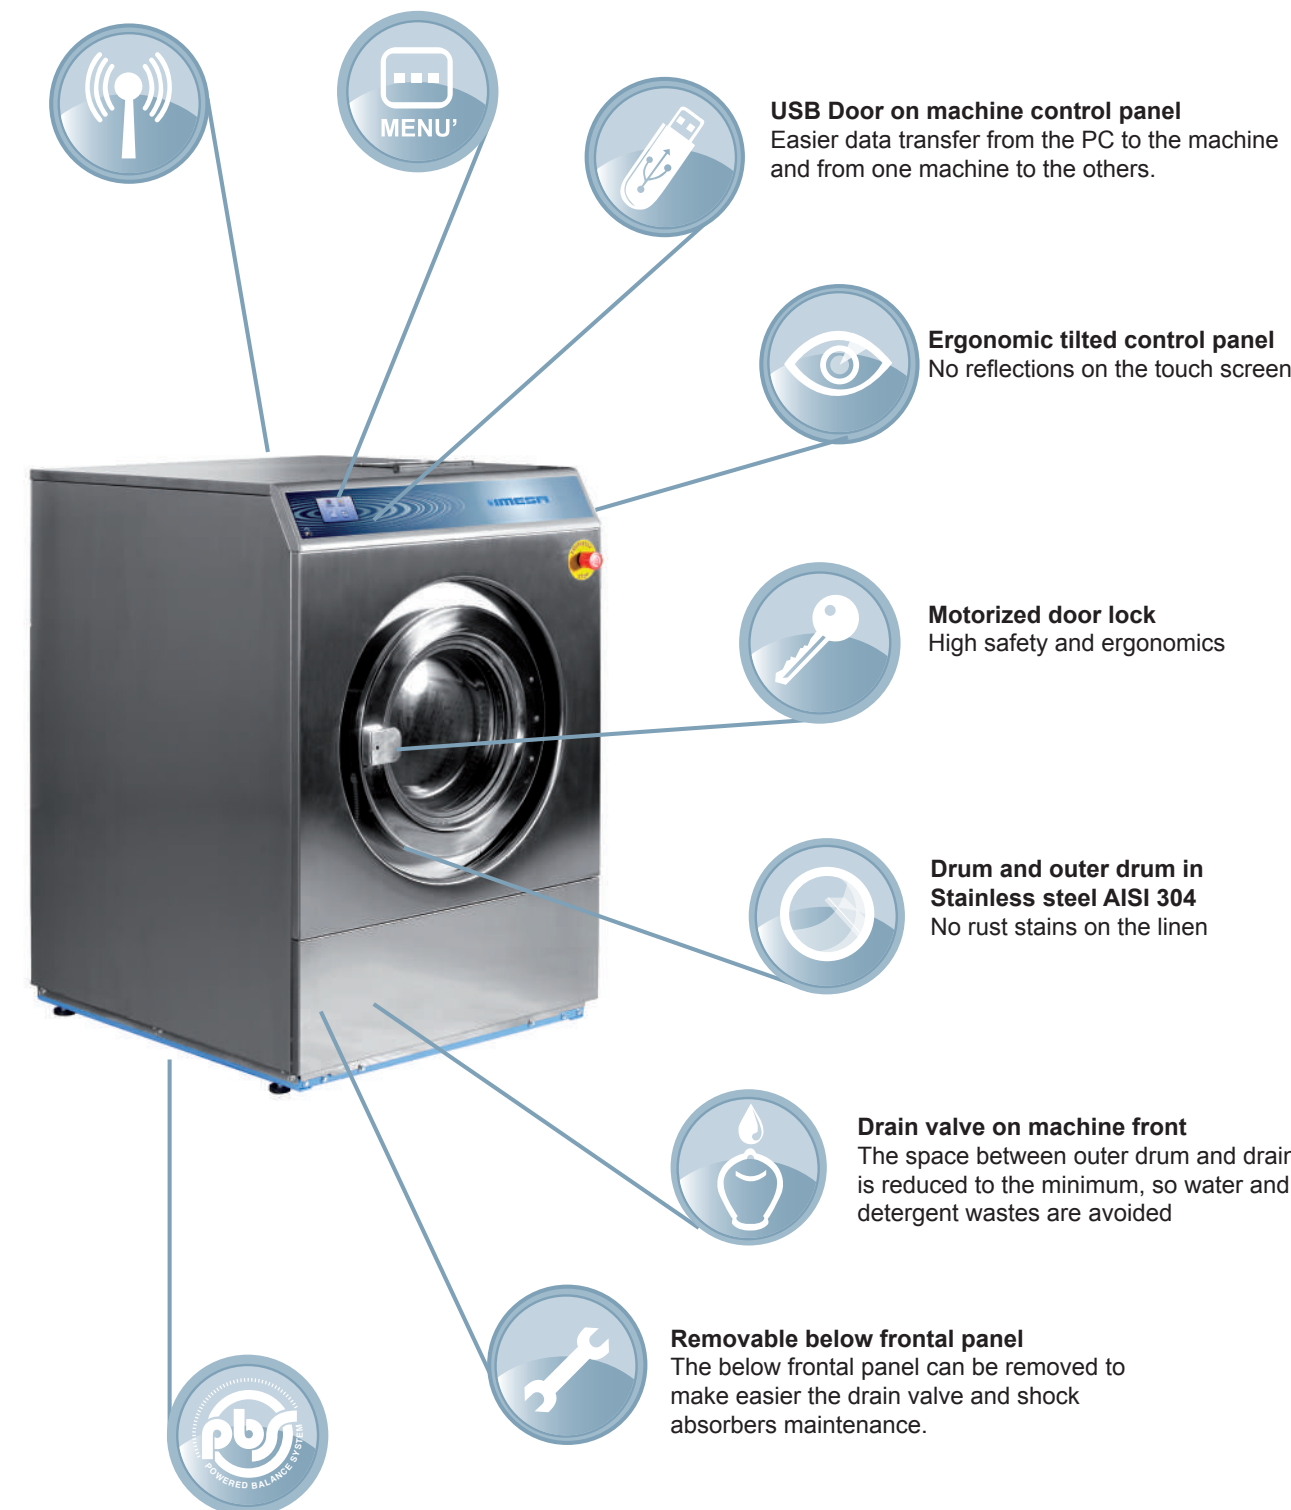 MENU'
USB Door on machine control panel
Easier data transfer from the PC to the machine
and from one machine to the others.
Ergonomic tilted control panel
No reflections on the touch screen
IMESA
Motorized door lock
High safety and ergonomics
Drum and outer drum in
Stainless steel AISI 304
No rust stains on the linen
Drain valve on machine front
The space between outer drum and drain
is reduced to the minimum, so water and
detergent wastes are avoided
Removable below frontal panel
The below frontal panel can be removed to
make easier the drain valve and shock
absorbers maintenance.
pbs
POWERED BALANCE SYSTEM